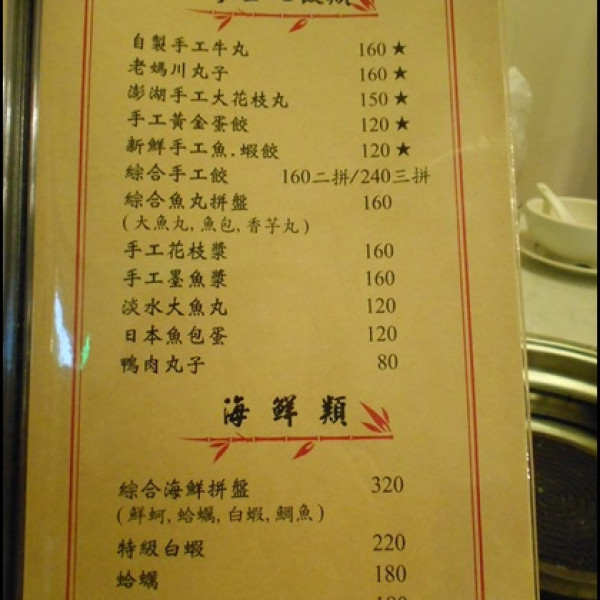 自製手工牛丸 160 ★
老媽川丸子 160 ★
澎湖手工大花枝丸 150 ★
手工黃金蛋餃 120 ★
新鮮手工魚.蝦餃 120 ★
綜合手工餃 160二拼/240三拼
綜合魚丸拼盤 160
(大魚丸,魚包,香芋丸)
手工花枝漿 160
手工墨魚漿 160
淡水大魚丸 120
日本魚包蛋 120
鴨肉丸子 80
海鮮類
綜合海鮮拼盤 320
(鮮蚵,蛤蠣,白蝦,鯛魚)
特級白蝦 220
蛤蠣 180